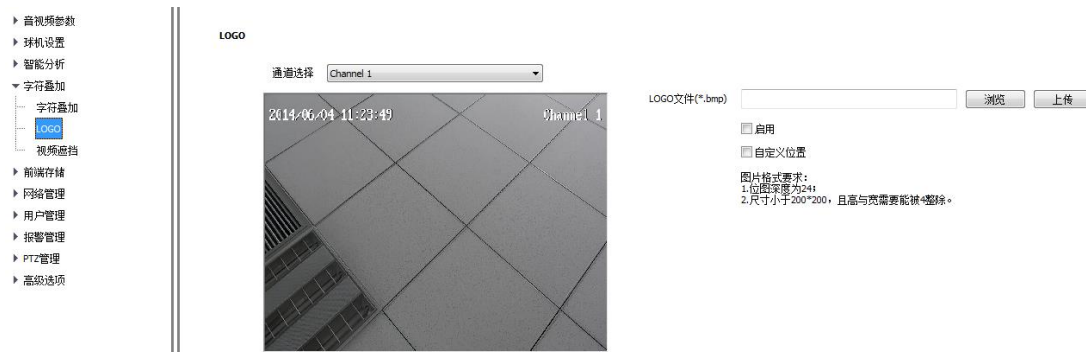 音视频参数
球机设置
智能分析
字符叠加
字符叠加
LOGO
视频遮挡
前端存储
网络管理
用户管理
报警管理
PTZ管理
高级选项
LOGO
通道选择 Channel 1
2014/06/04 11:23:49 Channel 1
LOGO文件(*.bmp) 浏览 上传
启用
自定义位置
图片格式要求:
1.位图深度为24;
2.尺寸小于200*200，且高与宽需要能被4整除。